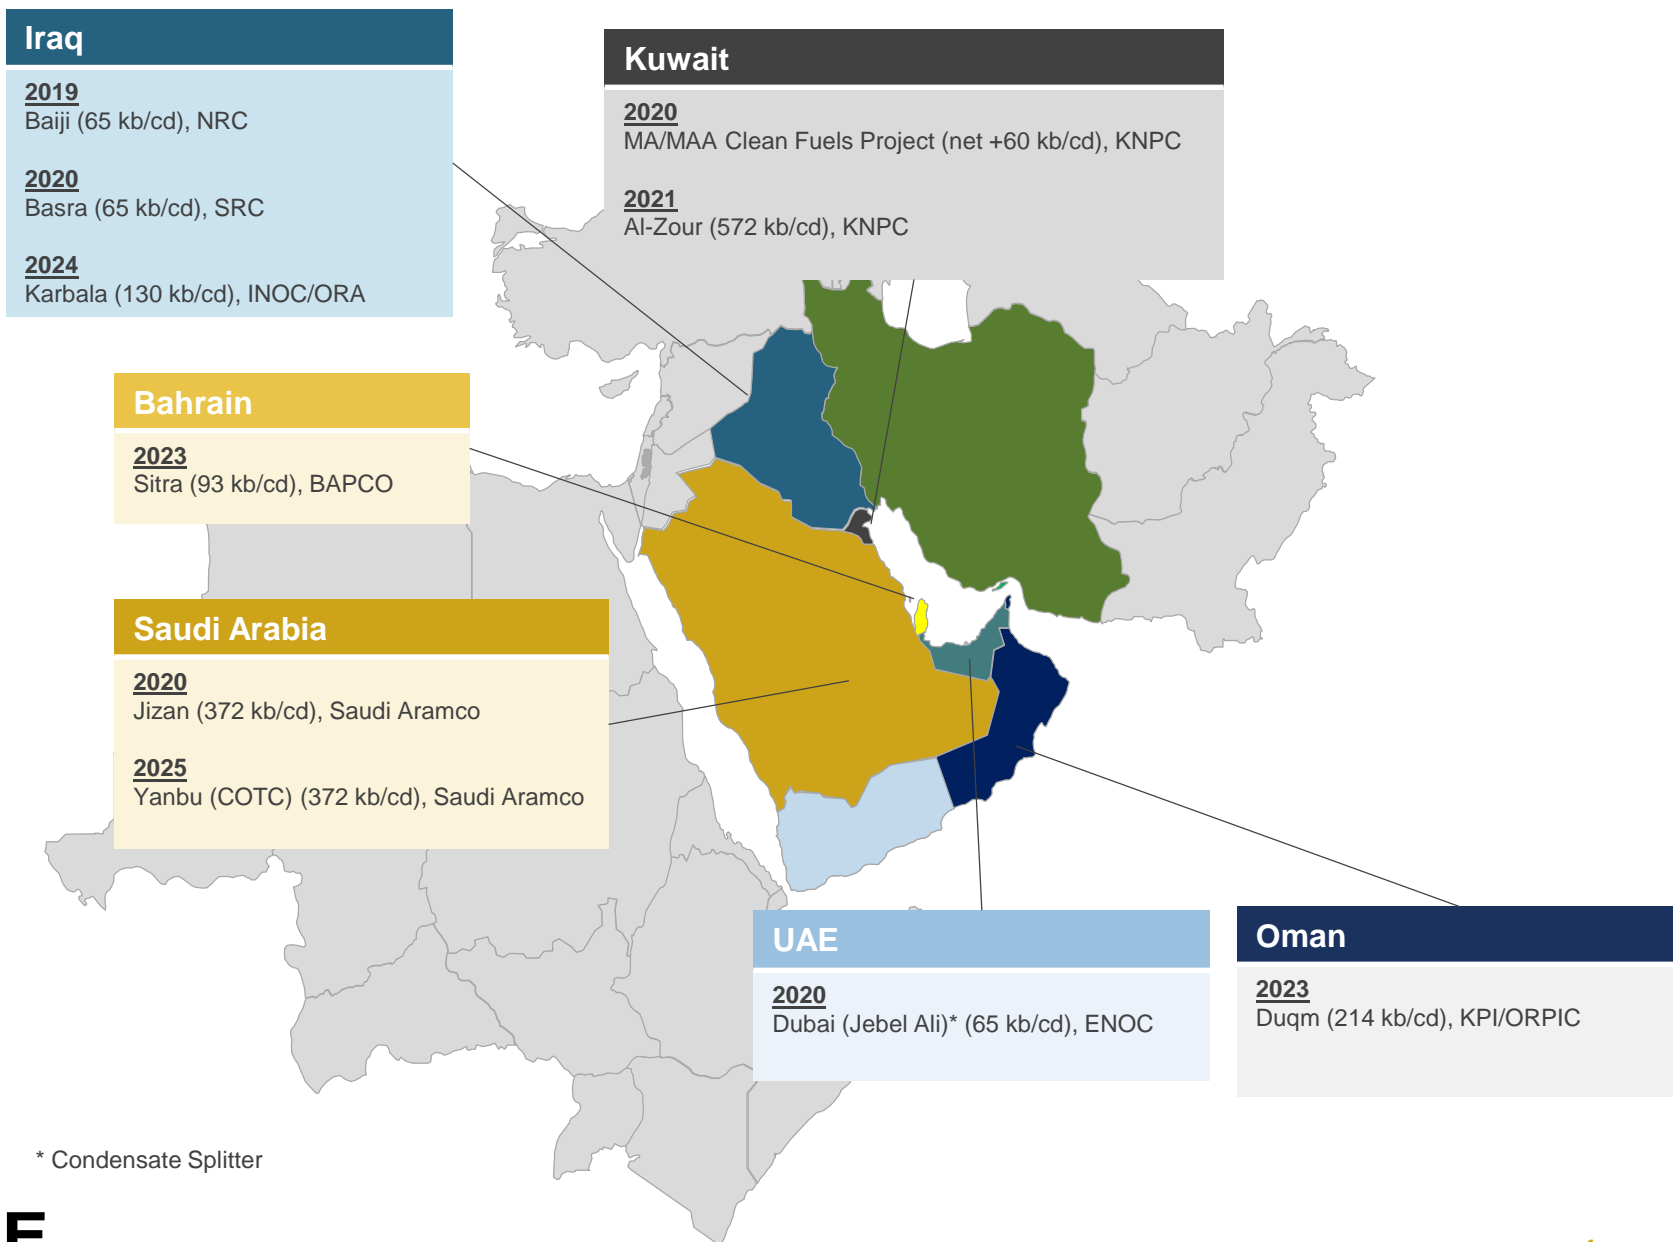 Iraq
2019
Baiji (65 kb/cd), NRC
2020
Basra (65 kb/cd), SRC
2024
Karbala (130 kb/cd), INOC/ORA
Kuwait
2020
MA/MAA Clean Fuels Project (net +60 kb/cd), KNPC
2021
Al-Zour (572 kb/cd), KNPC
Bahrain
2023
Sitra (93 kb/cd), BAPCO
Saudi Arabia
2020
Jizan (372 kb/cd), Saudi Aramco
2025
Yanbu (COTC) (372 kb/cd), Saudi Aramco
UAE
2020
Dubai (Jebel Ali)* (65 kb/cd), ENOC
Oman
2023
Duqm (214 kb/cd), KPI/ORPIC
* Condensate Splitter